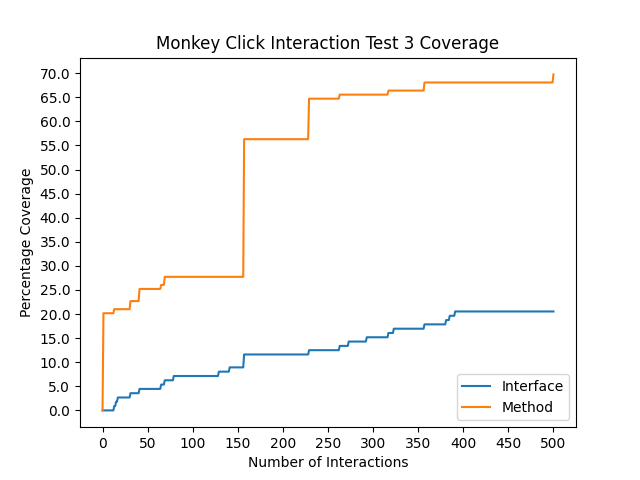 Monkey Click Interaction Test 3 Coverage
70.0
65.0
60.0
55.0
50.0
45.0
40.0
35.0
30.0
25.0
20.0
15.0
10.0
5.0
0.0
Percentage Coverage
Interface
Method
0 50 100 150 200 250 300 350 400 450 500
Number of Interactions